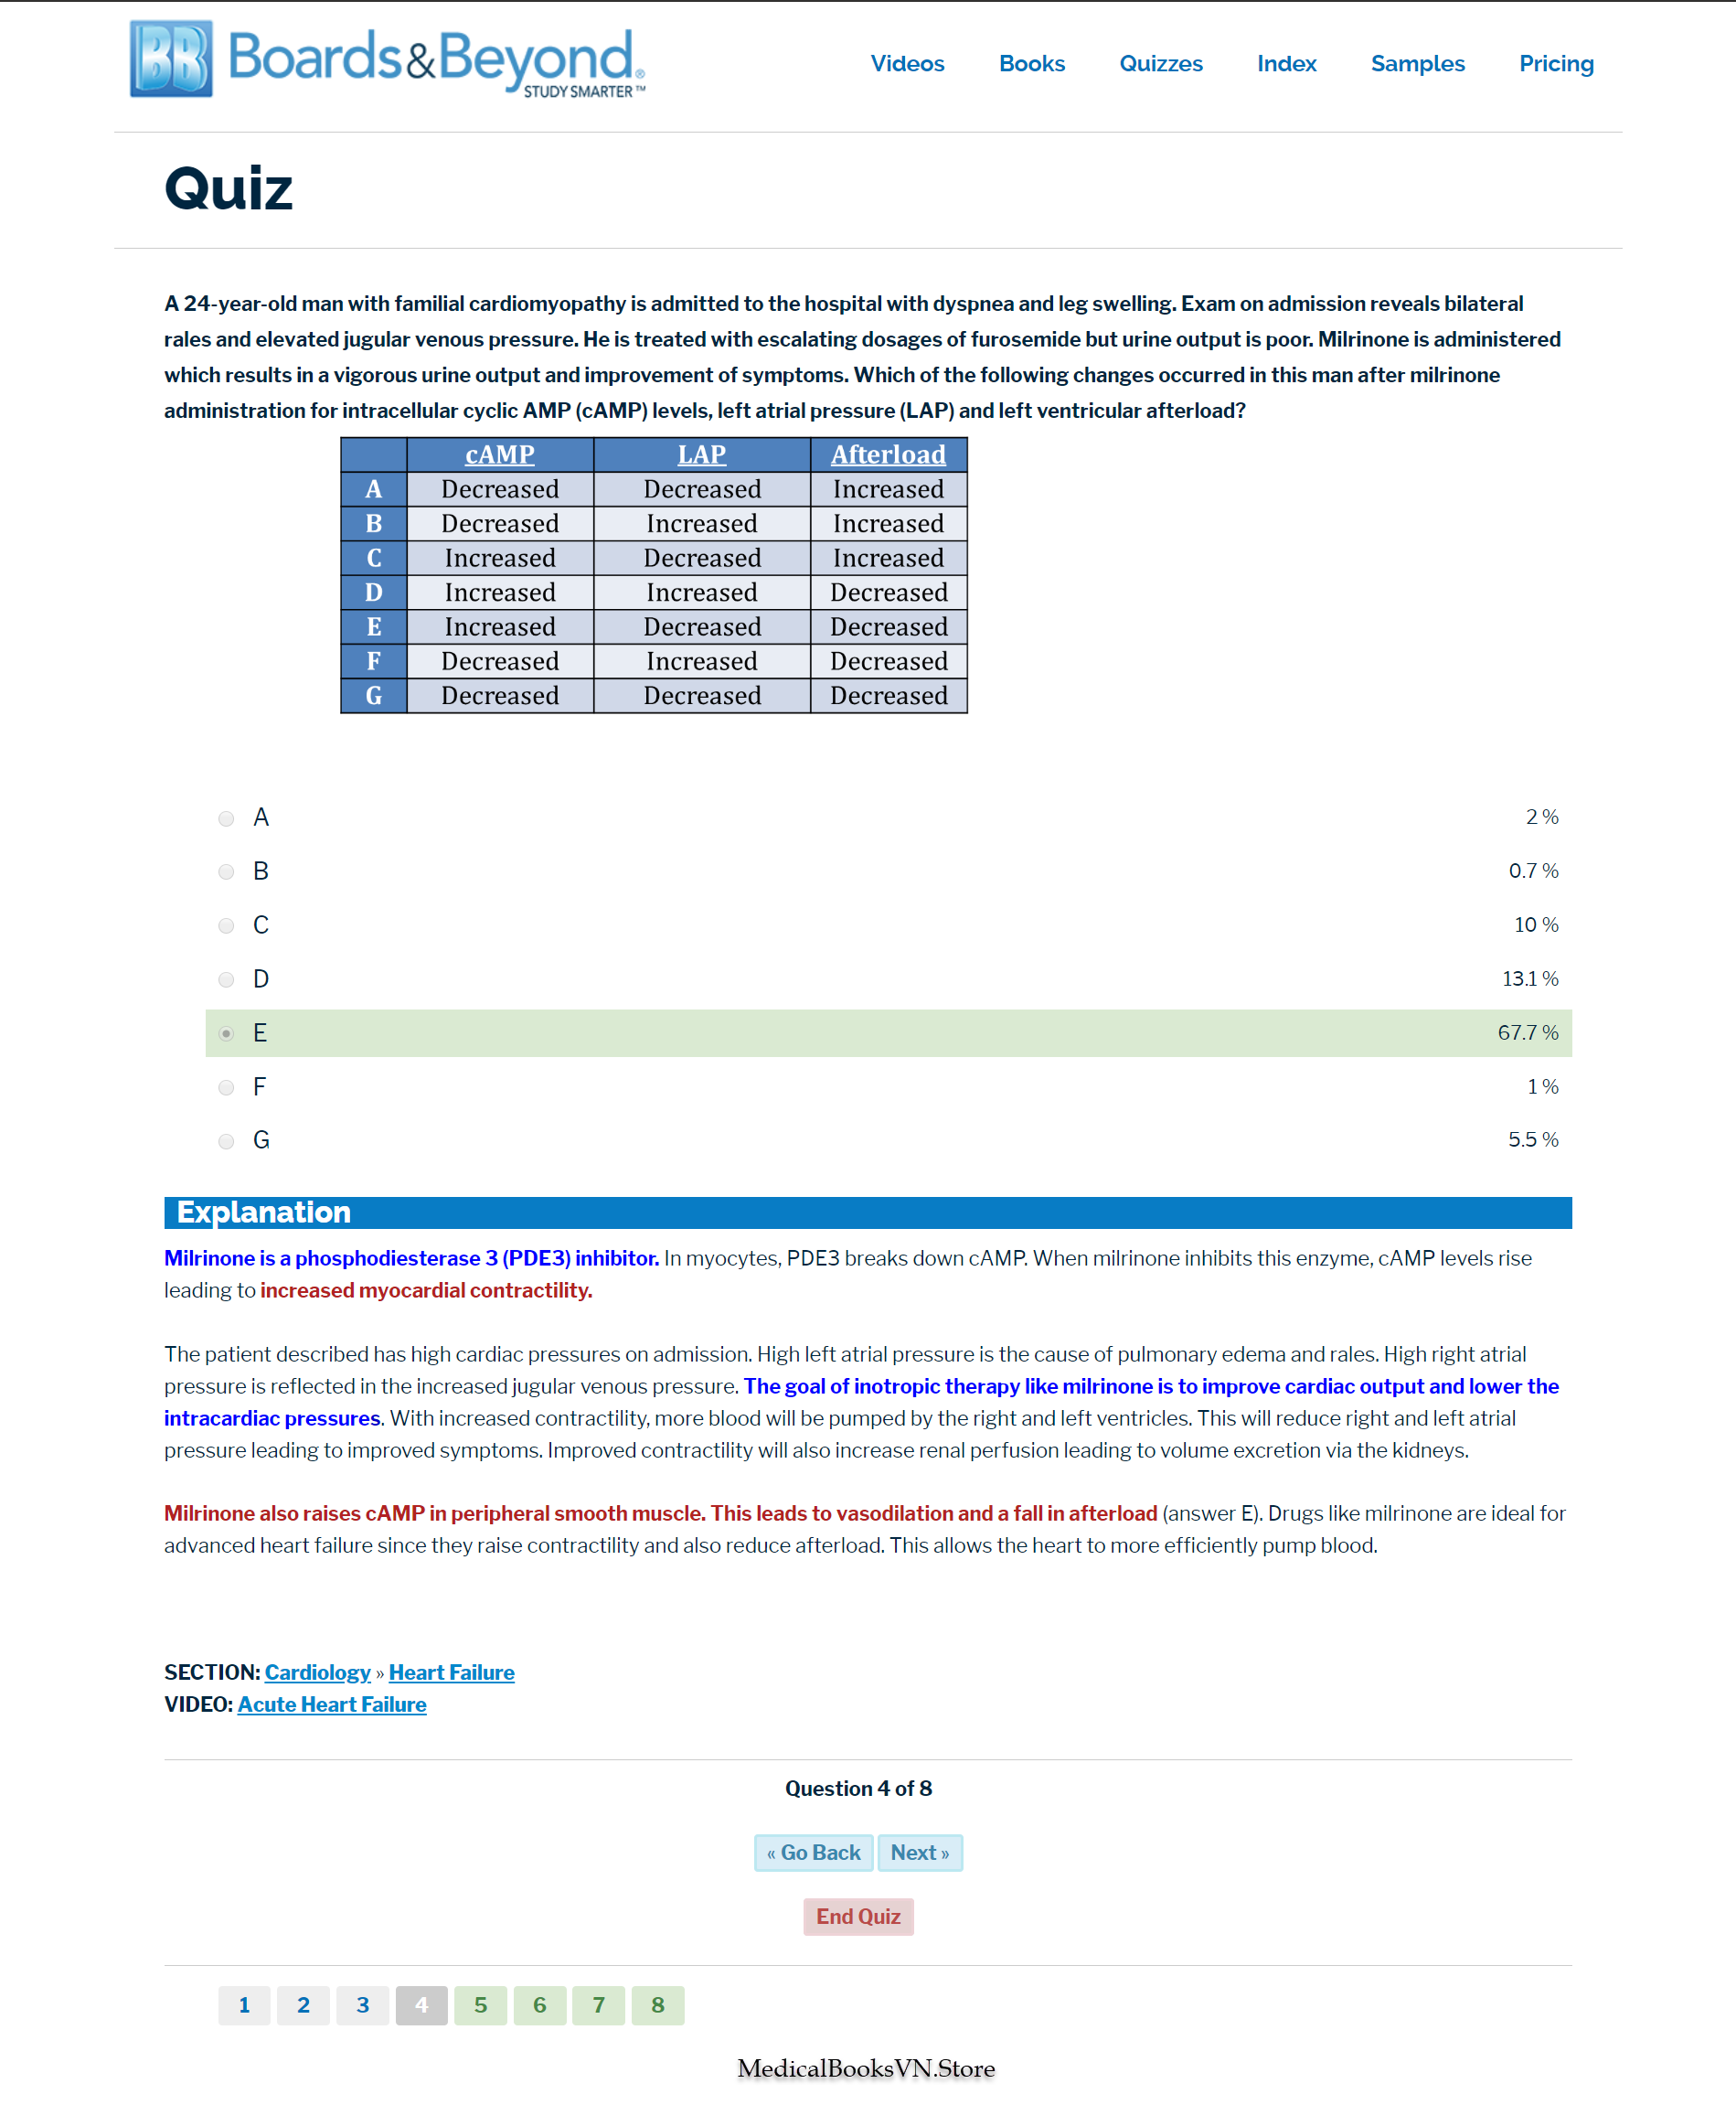 BB Boards&Beyond®
STUDY SMARTER™
Videos Books Quizzes Index Samples Pricing
Quiz
A 24-year-old man with familial cardiomyopathy is admitted to the hospital with dyspnea and leg swelling. Exam on admission reveals bilateral
rales and elevated jugular venous pressure. He is treated with escalating dosages of furosemide but urine output is poor. Milrinone is administered
which results in a vigorous urine output and improvement of symptoms. Which of the following changes occurred in this man after milrinone
administration for intracellular cyclic AMP (cAMP) levels, left atrial pressure (LAP) and left ventricular afterload?
cAMP LAP Afterload
A Decreased Decreased Increased
B Decreased Increased Increased
C Increased Decreased Increased
D Increased Increased Decreased
E Increased Decreased Decreased
F Decreased Increased Decreased
G Decreased Decreased Decreased
A 2 %
B 0.7 %
C 10 %
D 13.1 %
E 67.7 %
F 1 %
G 5.5 %
Explanation
Milrinone is a phosphodiesterase 3 (PDE3) inhibitor. In myocytes, PDE3 breaks down cAMP. When milrinone inhibits this enzyme, cAMP levels rise
leading to increased myocardial contractility.
The patient described has high cardiac pressures on admission. High left atrial pressure is the cause of pulmonary edema and rales. High right atrial
pressure is reflected in the increased jugular venous pressure. The goal of inotropic therapy like milrinone is to improve cardiac output and lower the
intracardiac pressures. With increased contractility, more blood will be pumped by the right and left ventricles. This will reduce right and left atrial
pressure leading to improved symptoms. Improved contractility will also increase renal perfusion leading to volume excretion via the kidneys.
Milrinone also raises cAMP in peripheral smooth muscle. This leads to vasodilation and a fall in afterload (answer E). Drugs like milrinone are ideal for
advanced heart failure since they raise contractility and also reduce afterload. This allows the heart to more efficiently pump blood.
SECTION: Cardiology » Heart Failure
VIDEO: Acute Heart Failure
Question 4 of 8
« Go Back Next »
End Quiz
1 2 3 4 5 6 7 8
MedicalBooksVN.Store